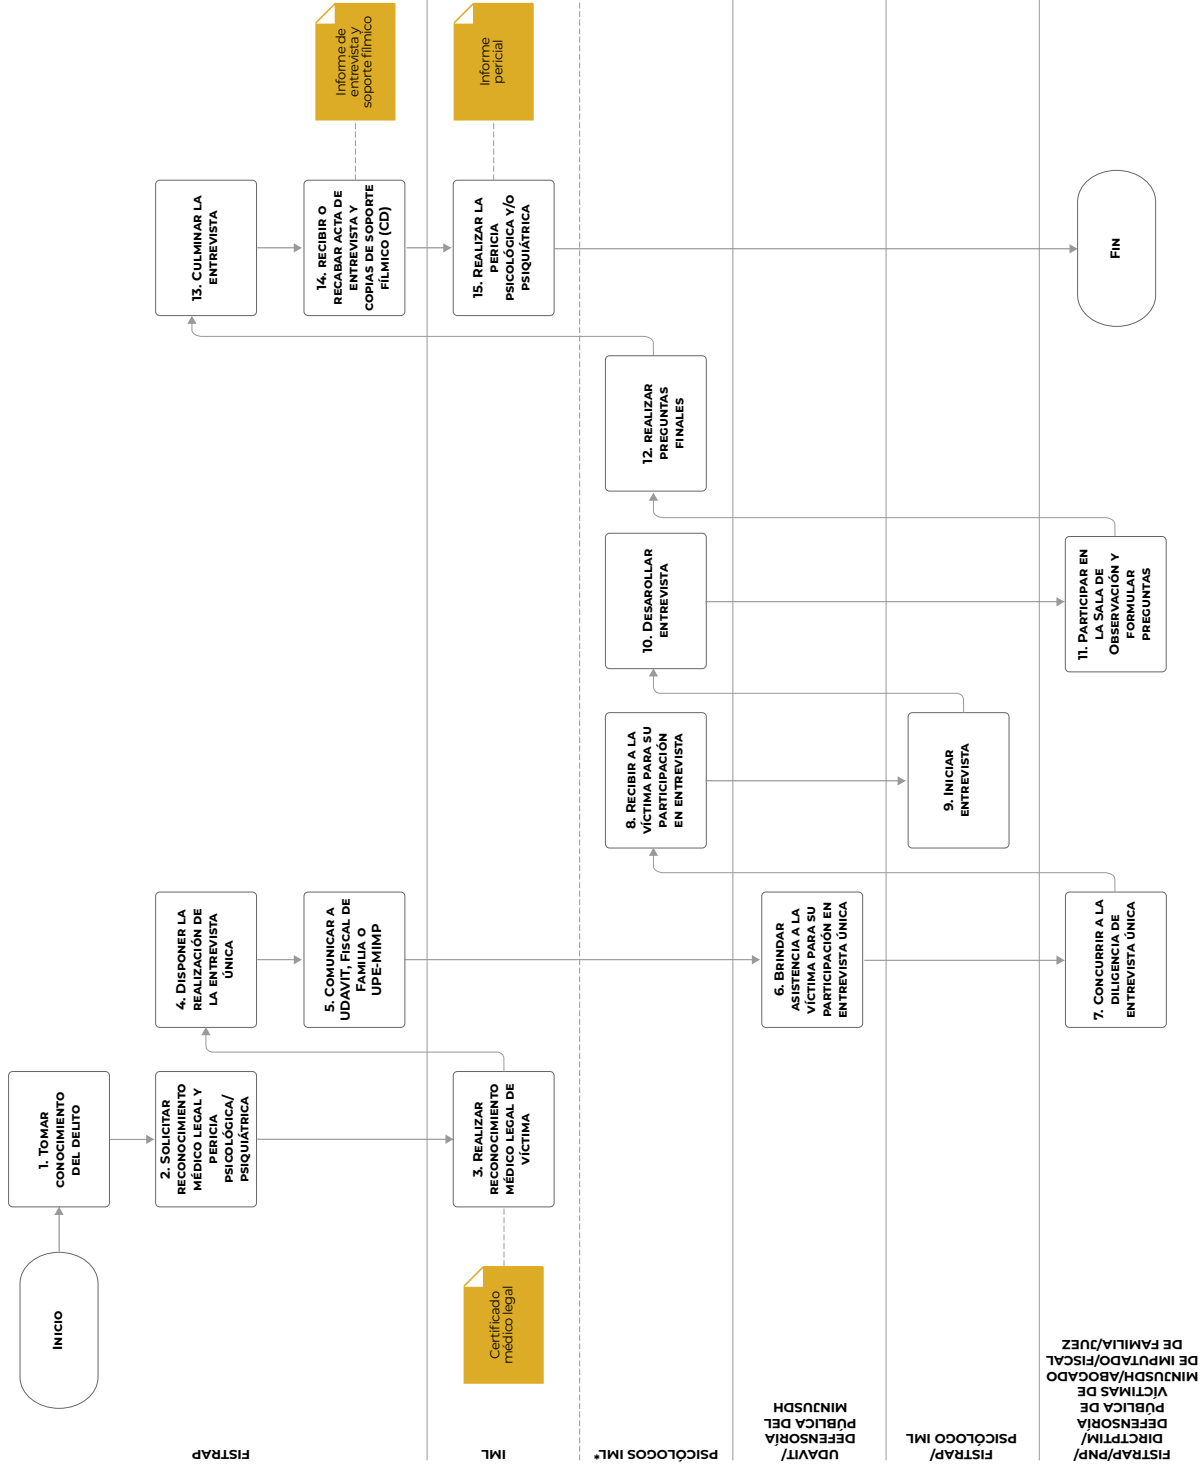 INICIO
1. TOMAR
CONOCIMIENTO
DEL DELITO
FISTRAP
2. SOLICITAR
RECONOCIMIENTO
MÉDICO LEGAL Y
PERICIA
PSICOLÓGICA/
PSIQUIÁTRICA
4. DISPONER LA
REALIZACIÓN DE
LA ENTREVISTA
ÚNICA
5. COMUNICAR A
UDAVIT, FISCAL DE
FAMILIA O
UPE-MIMP
13. CULMINAR LA
ENTREVISTA
14. RECIBIR O
RECABAR ACTA DE
ENTREVISTA Y
COPIAS DE SOPORTE
FÍLMICO (CD)
Informe de
entrevista y
soporte fílmico
IML
Certificado
médico legal
3. REALIZAR
RECONOCIMIENTO
MÉDICO LEGAL DE
VÍCTIMA
15. REALIZAR LA
PERICIA
PSICOLÓGICA Y/O
PSIQUIÁTRICA
Informe
pericial
PSICÓLOGOS IML*
8. RECIBIR A LA
VÍCTIMA PARA SU
PARTICIPACIÓN
EN ENTREVISTA
10. DESAROLLAR
ENTREVISTA
12. REALIZAR
PREGUNTAS
FINALES
UDAVIT/
DEFENSORÍA
PÚBLICA DEL
MINJUSDH
6. BRINDAR
ASISTENCIA A LA
VÍCTIMA PARA SU
PARTICIPACIÓN EN
ENTREVISTA ÚNICA
FISTRAP/
PSICÓLOGO IML
9. INICIAR
ENTREVISTA
FISTRAP/PNP/
DIRCTPTIM/
DEFENSORÍA
PÚBLICA DE
VÍCTIMAS DE
MINJUSDH/ABOGADO
DE IMPUTADO/FISCAL
DE FAMILIA/JUEZ
7. CONCURRIR A LA
DILIGENCIA DE
ENTREVISTA ÚNICA
11. PARTICIPAR EN
LA SALA DE
OBSERVACIÓN Y
FORMULAR
PREGUNTAS
FIN